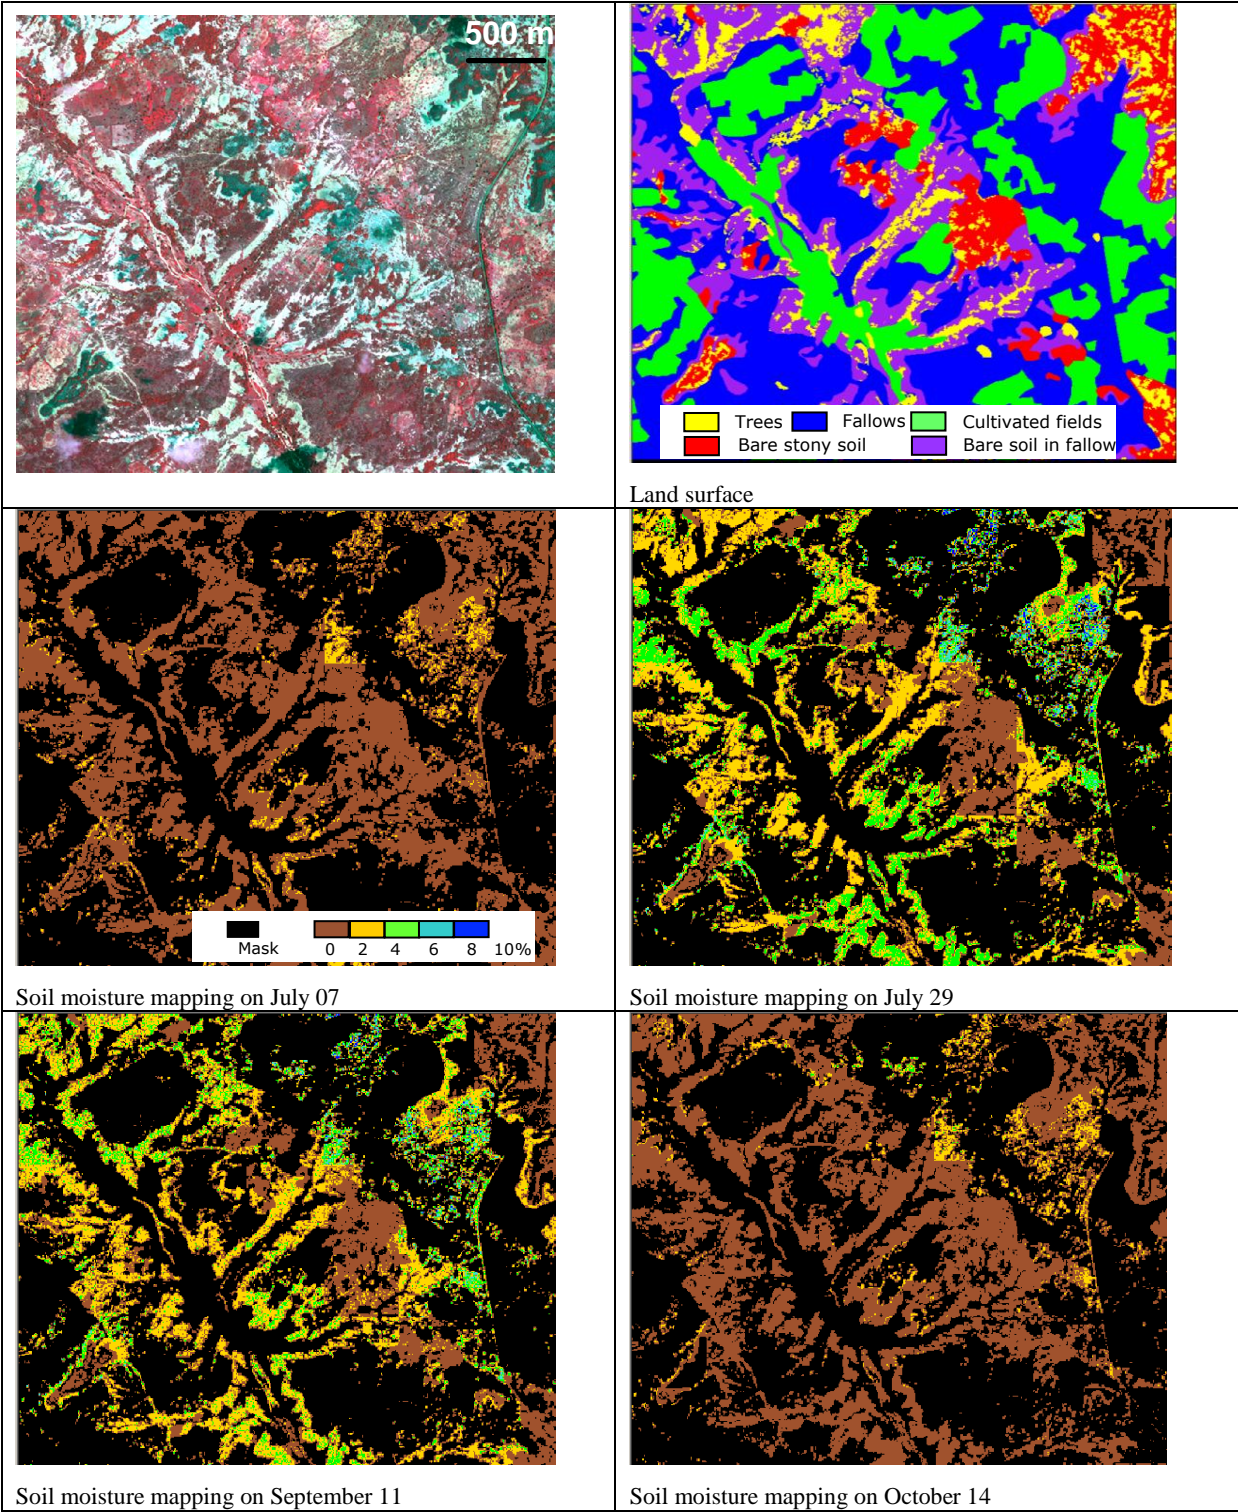 500 m
Trees Fallows Cultivated fields
Bare stony soil Bare soil in fallow
Land surface
Mask 0 2 4 6 8 10%
Soil moisture mapping on July 07
Soil moisture mapping on July 29
Soil moisture mapping on September 11
Soil moisture mapping on October 14